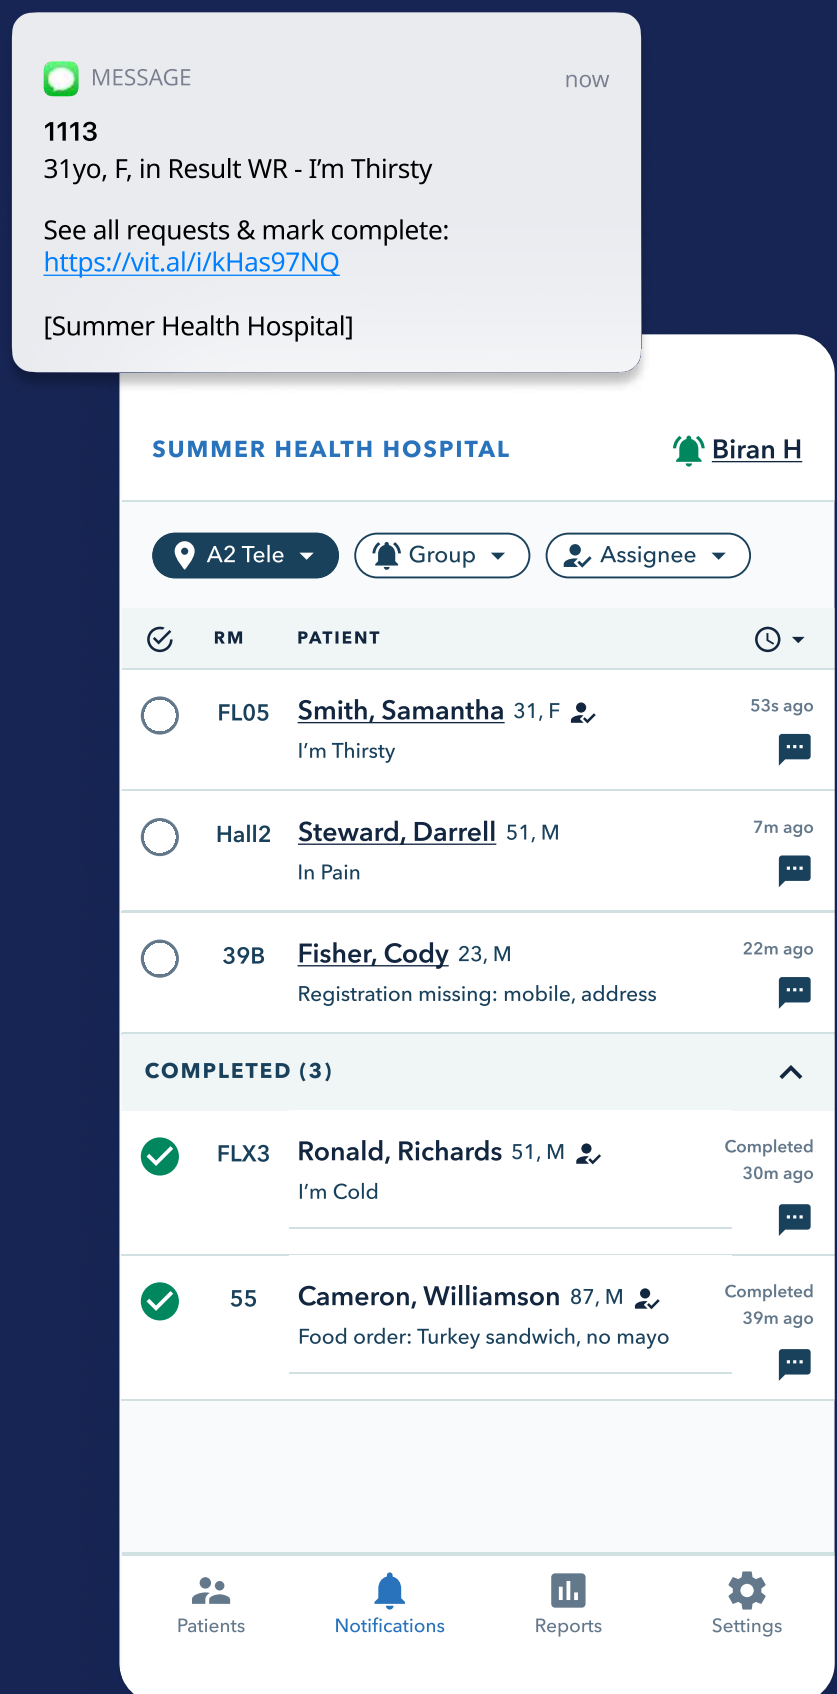 MESSAGE
now
1113
31yo, F, in Result WR - I'm Thirsty
See all requests & mark complete:
https://vit.al/i/kHas97NQ
[Summer Health Hospital]
SUMMER HEALTH HOSPITAL
Biran H
A2 Tele
Group
Assignee
RM PATIENT
FL05 Smith, Samantha 31, F 53s ago
I'm Thirsty
Hall2 Steward, Darrell 51, M 7m ago
In Pain
39B Fisher, Cody 23, M 22m ago
Registration missing: mobile, address
COMPLETED (3)
FLX3 Ronald, Richards 51, M Completed
30m ago
I'm Cold
55 Cameron, Williamson 87, M Completed
39m ago
Food order: Turkey sandwich, no mayo
Patients Notifications Reports Settings